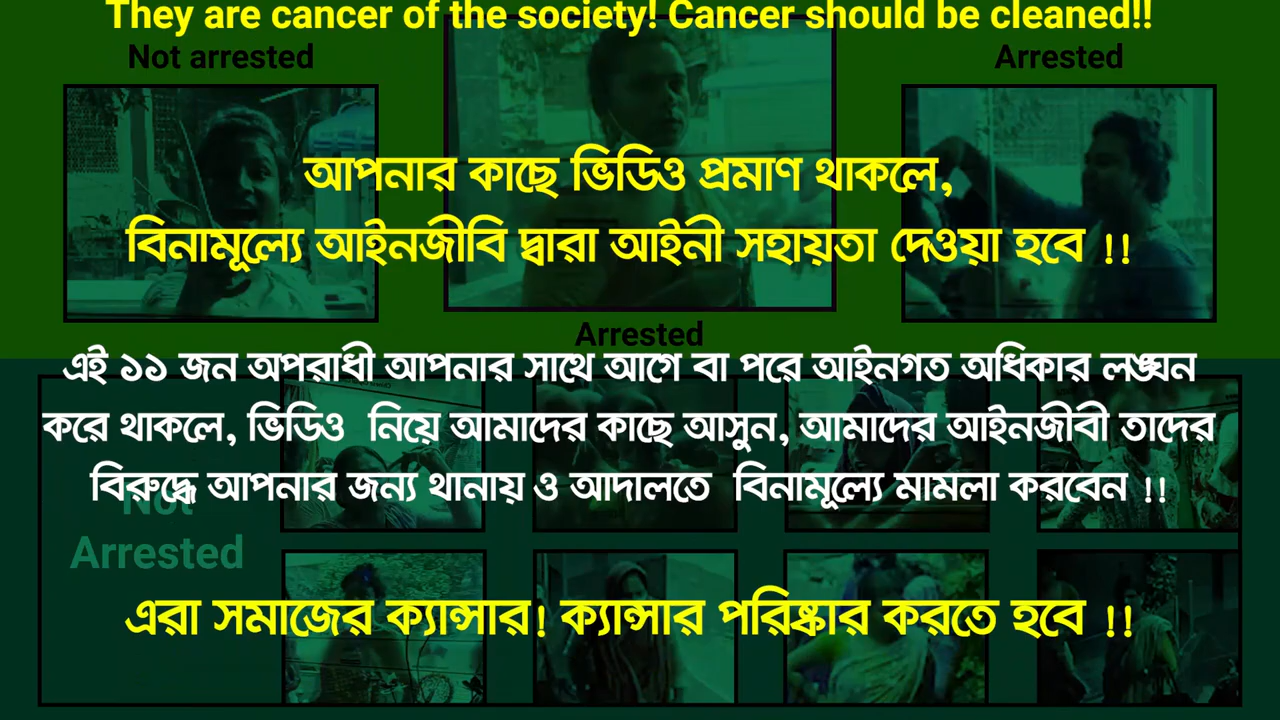 They are cancer of the society! Cancer should be cleaned!!
Not arrested
Arrested
আপনার কাছে ভিডিও প্রমাণ থাকলে,
বিনামূল্যে আইনজীবি দ্বারা আইনী সহায়তা দেওয়া হবে !!
Arrested
এই ১১ জন অপরাধী আপনার সাথে আগে বা পরে আইনগত অধিকার লঙ্ঘন
করে থাকলে, ভিডিও নিয়ে আমাদের কাছে আসুন, আমাদের আইনজীবী তাদের
বিরুদ্ধে আপনার জন্য থানায় ও আদালতে বিনামূল্যে মামলা করবেন !!
Not
Arrested
এরা সমাজের ক্যান্সার! ক্যান্সার পরিষ্কার করতে হবে !!